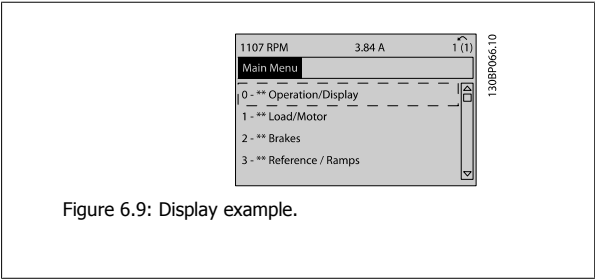 1107 RPM 3.84 A 1 (1)
Main Menu
0 - ** Operation/Display
1 - ** Load/Motor
2 - ** Brakes
3 - ** Reference / Ramps
130BP066.10
Figure 6.9: Display example.